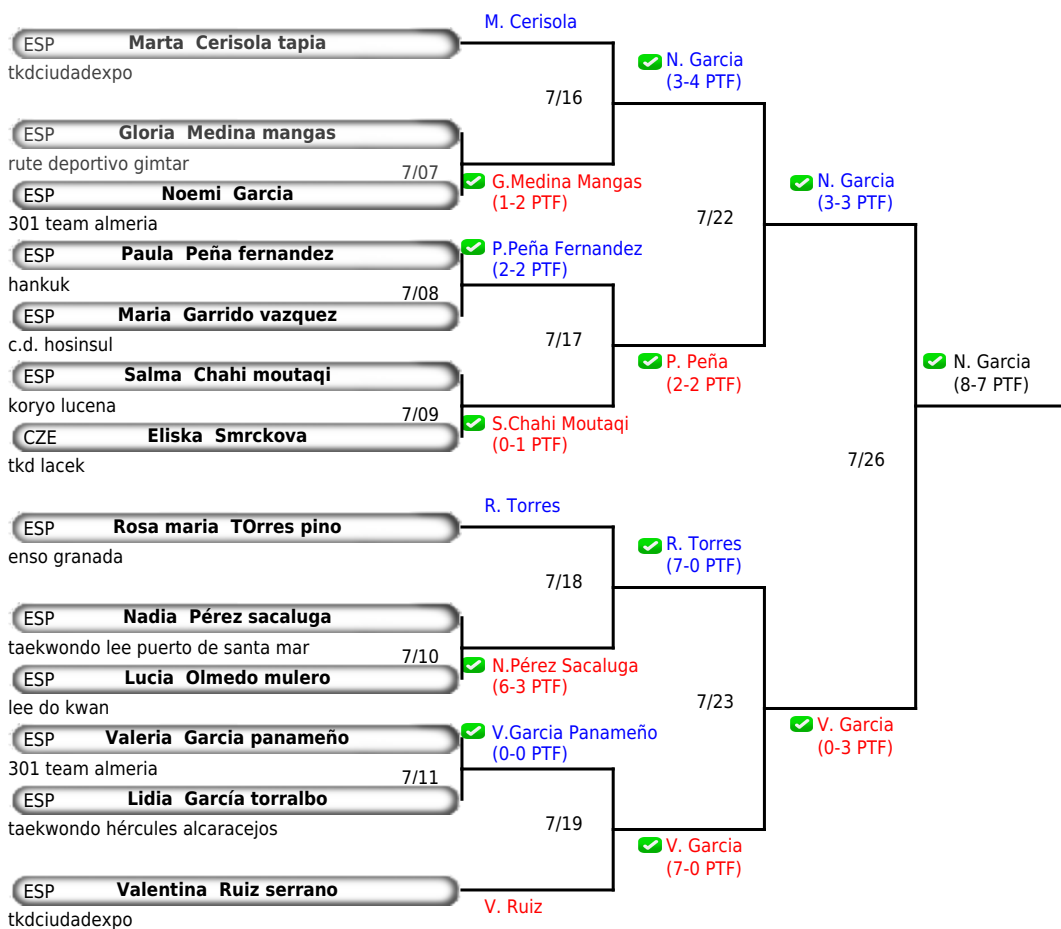 M. Cerisola
ESP Marta Cerisola tapia
tkdciudadexpo
N. Garcia
(3-4 PTF)
7/16
ESP Gloria Medina mangas
rute deportivo gimtar
7/07
G.Medina Mangas
(1-2 PTF)
ESP Noemi Garcia
301 team almeria
N. Garcia
(3-3 PTF)
7/22
ESP Paula Peña fernandez
hankuk
P.Peña Fernandez
(2-2 PTF)
7/08
ESP Maria Garrido vazquez
c.d. hosinsul
7/17
P. Peña
(2-2 PTF)
ESP Salma Chahi moutaqi
koryo lucena
7/09
S.Chahi Moutaqi
(0-1 PTF)
CZE Eliska Smrckova
tkd lacek
N. Garcia
(8-7 PTF)
7/26
R. Torres
ESP Rosa maria TOrres pino
enso granada
R. Torres
(7-0 PTF)
7/18
ESP Nadia Pérez sacaluga
taekwondo lee puerto de santa mar
7/10
N.Pérez Sacaluga
(6-3 PTF)
ESP Lucia Olmedo mulero
lee do kwan
7/23
ESP Valeria Garcia panameño
301 team almeria
V.Garcia Panameño
(0-0 PTF)
V. Garcia
(0-3 PTF)
7/11
ESP Lidia García torralbo
taekwondo hércules alcaracejos
7/19
V. Garcia
(7-0 PTF)
ESP Valentina Ruiz serrano
tkdciudadexpo
V. Ruiz